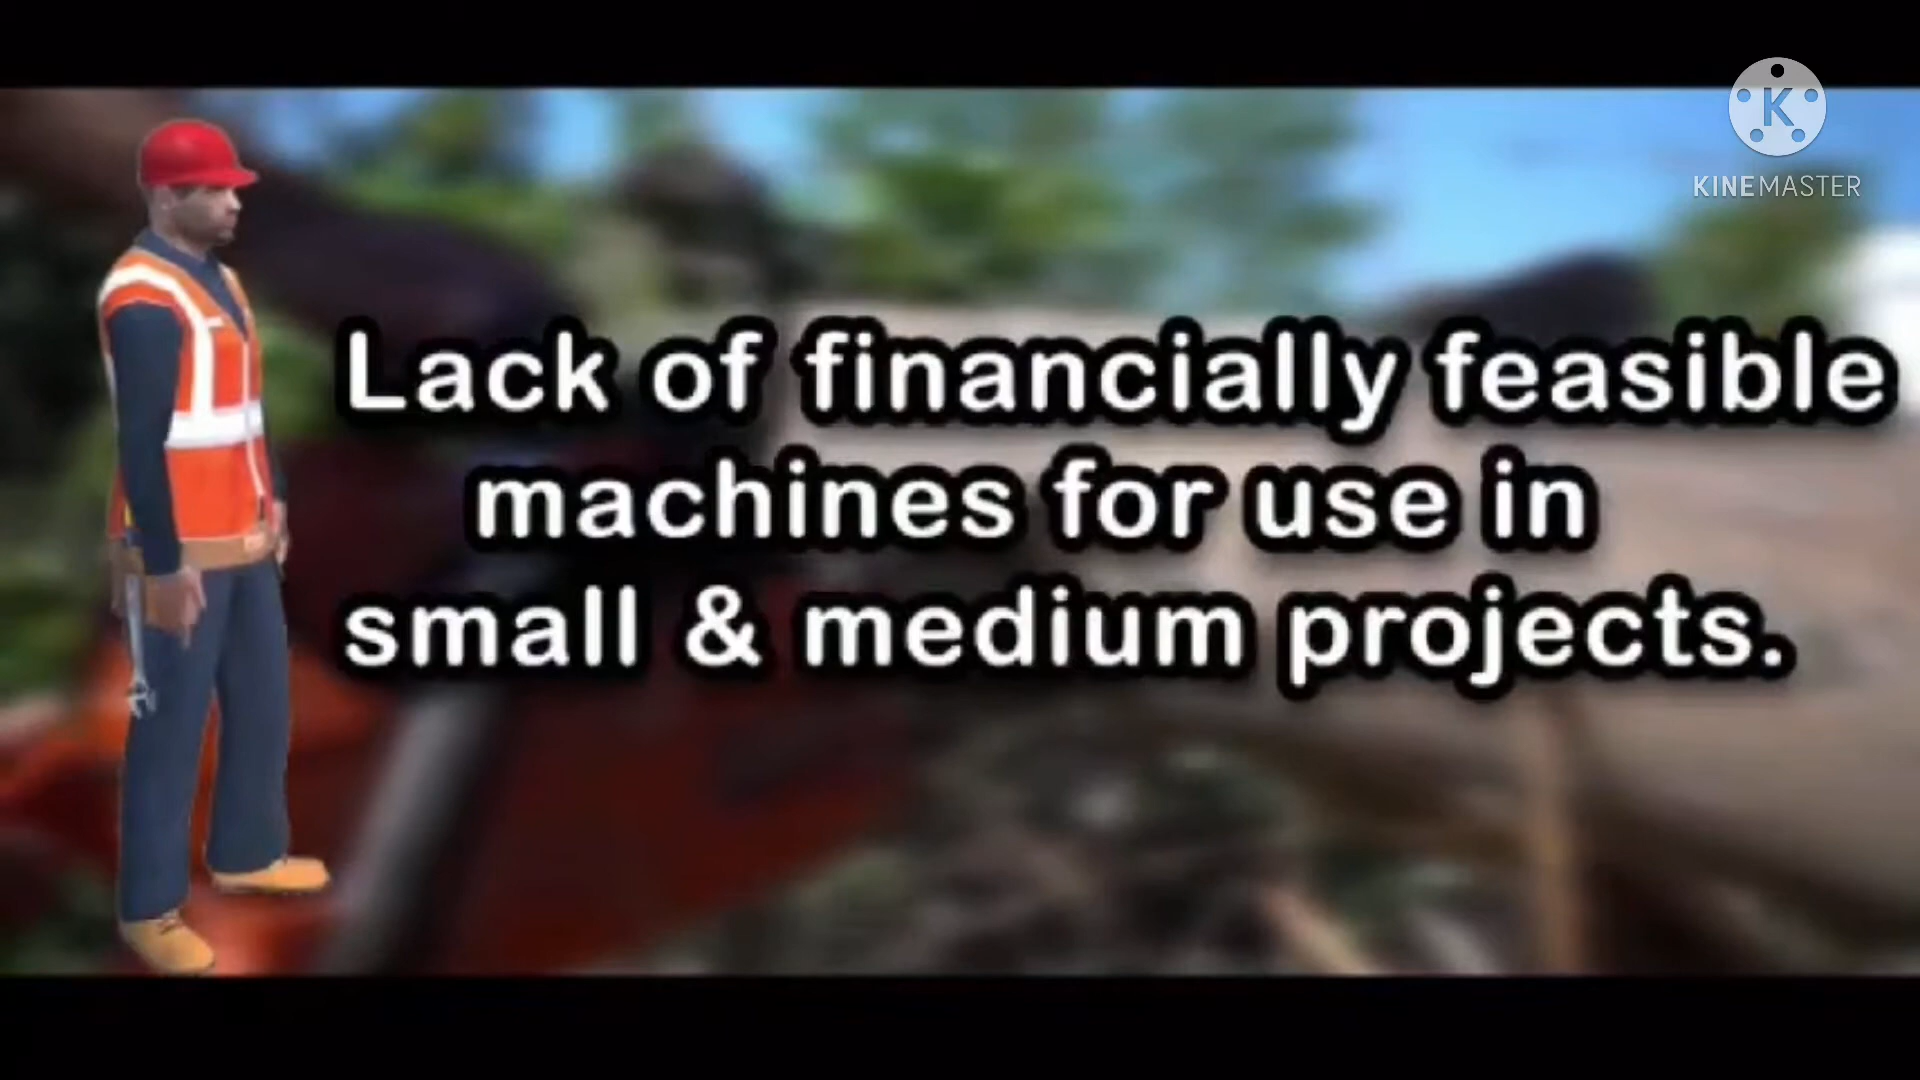 K
KINEMASTER
Lack of financially feasible
machines for use in
small & medium projects.